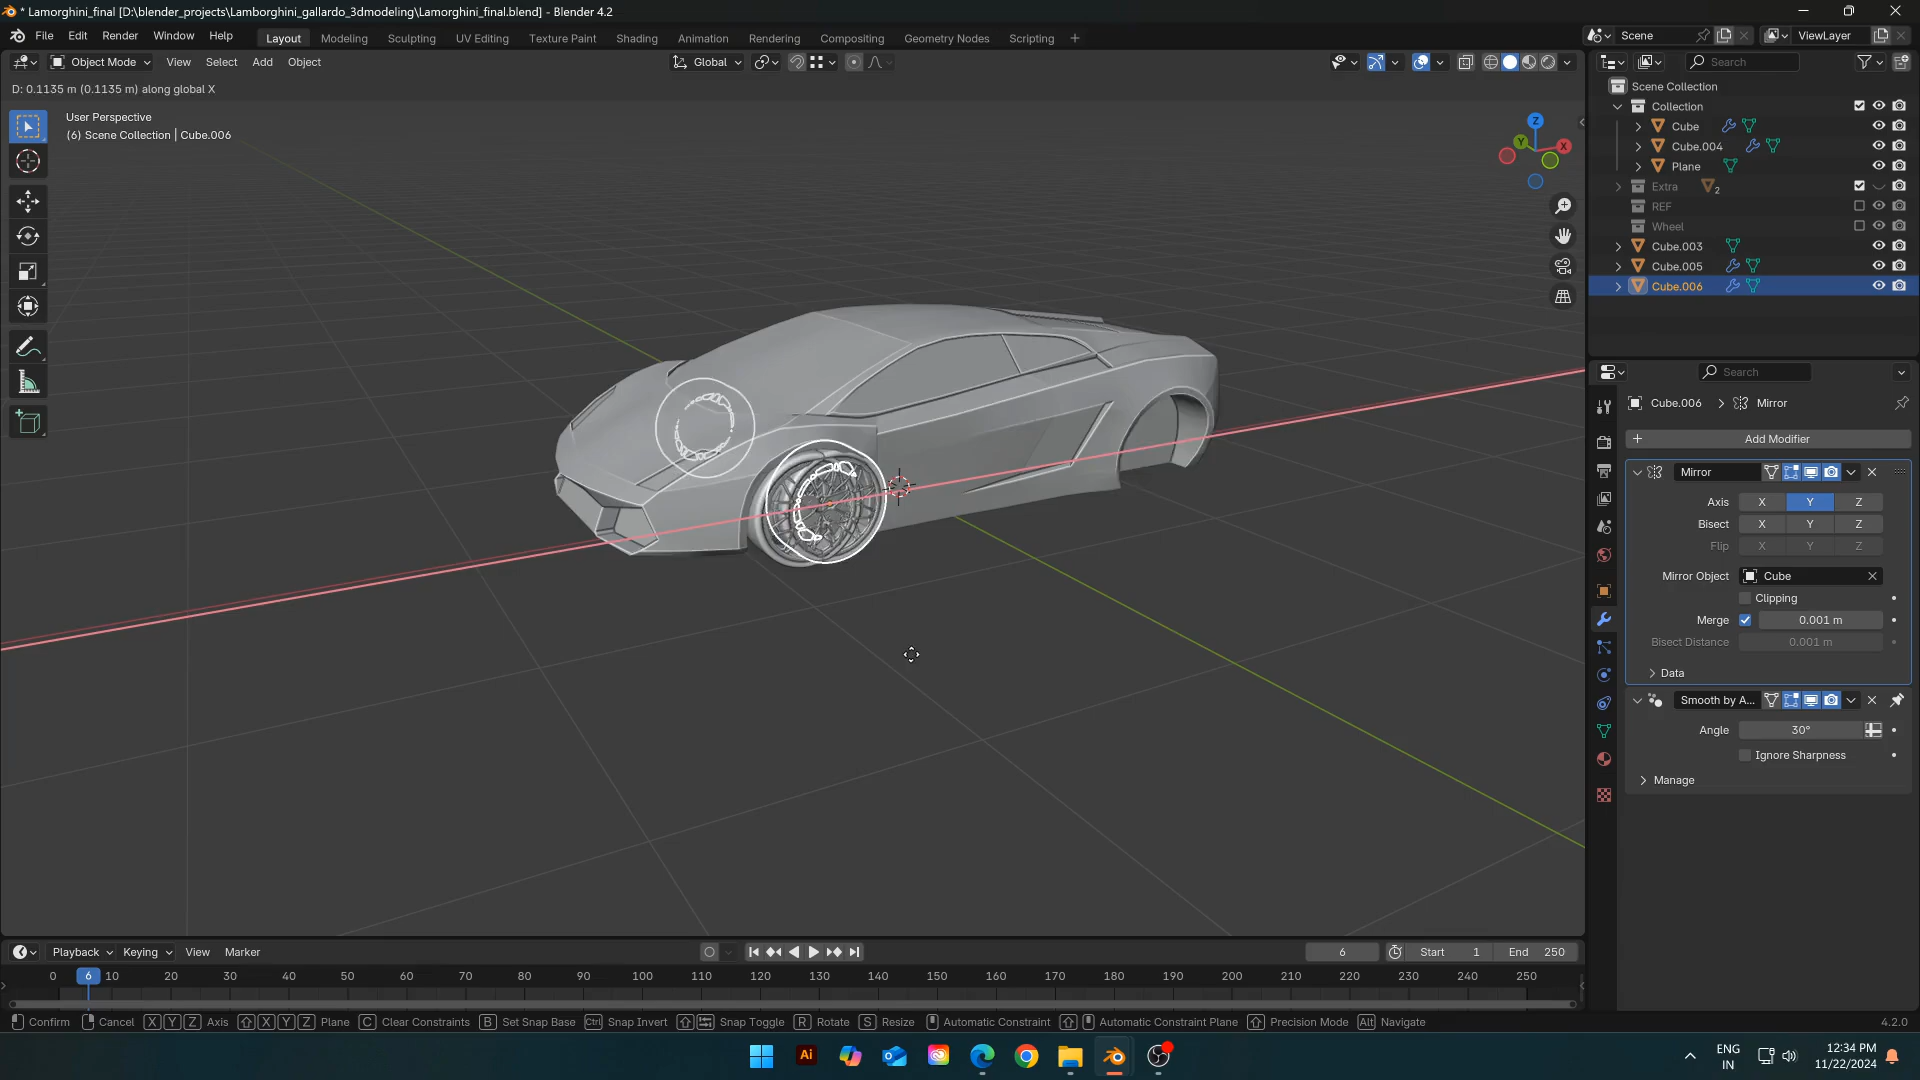 * Lamorghini_final [D:\blender_projects\Lamborghini_gallardo_3dmodeling\Lamorghini_final.blend] - Blender 4.2
File Edit Render Window Help Layout Modeling Sculpting UV Editing Texture Paint Shading Animation Rendering Compositing Geometry Nodes Scripting + Scene ViewLayer
Object Mode View Select Add Object Global Search
D: 0.1135 m (0.1135 m) along global X
User Perspective
(6) Scene Collection | Cube.006
Z
Y
X
Scene Collection
Collection
Cube
Cube.004
Plane
Extra 2
REF
Wheel
Cube.003
Cube.005
Cube.006
Search
Cube.006 > Mirror
+ Add Modifier
Mirror
Axis X Y Z
Bisect X Y Z
Flip X Y Z
Mirror Object Cube
Clipping
Merge 0.001 m
Bisect Distance 0.001 m
Data
Smooth by A...
Angle 30°
Ignore Sharpness
Manage
Playback Keying View Marker 6 Start 1 End 250
0 6 10 20 30 40 50 60 70 80 90 100 110 120 130 140 150 160 170 180 190 200 210 220 230 240 250
Confirm Cancel X Y Z Axis X Y Z Plane C Clear Constraints B Set Snap Base Ctrl Snap Invert Snap Toggle R Rotate S Resize Automatic Constraint Automatic Constraint Plane Precision Mode Alt Navigate 4.2.0
Ai
ENG
IN
12:34 PM
11/22/2024